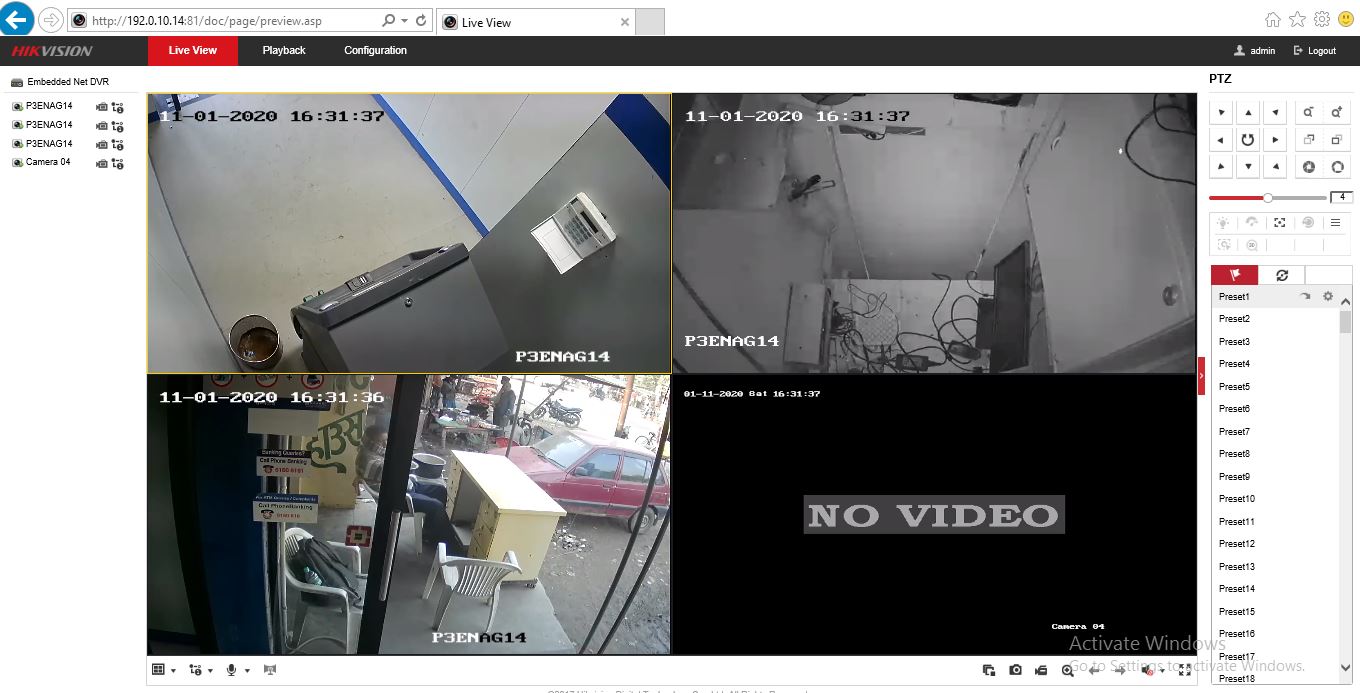 http://192.0.10.14:81/doc/page/preview.asp
Live View
HIKVISION
Live View
Playback
Configuration
admin
Logout
Embedded Net DVR
P3ENAG14
P3ENAG14
P3ENAG14
Camera 04
11-01-2020 16:31:37
P3ENAG14
11-01-2020 16:31:37
P3ENAG14
11-01-2020 16:31:36
हाउस
Banking Queries?
Call Phone Banking
6160 6161
Call PhoneBanking
P3ENAG14
01-11-2020 Sat 16:31:37
NO VIDEO
Camera 04
PTZ
4
3D
Preset1
Preset2
Preset3
Preset4
Preset5
Preset6
Preset7
Preset8
Preset9
Preset10
Preset11
Preset12
Preset13
Preset14
Preset15
Preset16
Preset17
Preset18
Activate Windows
Go to Settings to activate Windows.